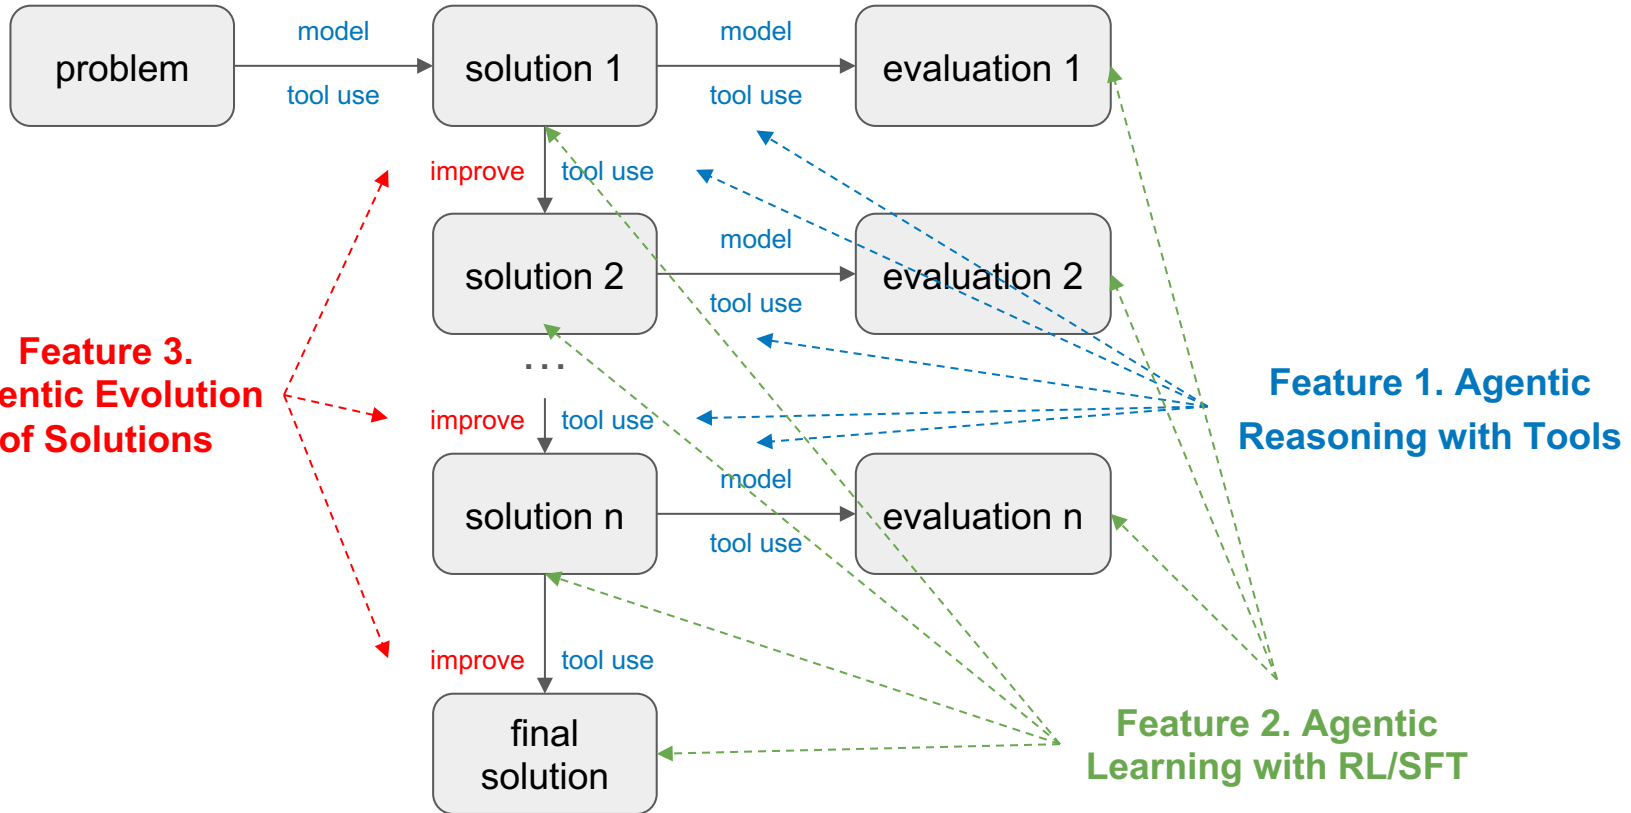 problem
model
tool use
solution 1
model
tool use
evaluation 1
improve
tool use
solution 2
model
tool use
evaluation 2
...
improve
tool use
solution n
model
tool use
evaluation n
improve
tool use
final
solution
Feature 3.
entic Evolution
of Solutions
Feature 1. Agentic
Reasoning with Tools
Feature 2. Agentic
Learning with RL/SFT